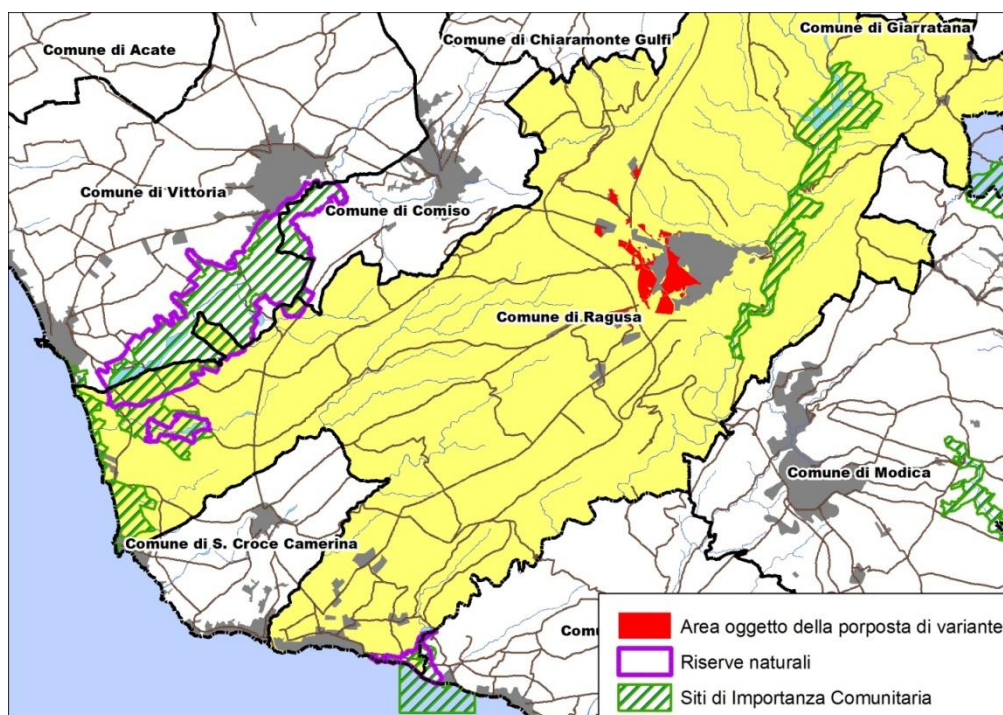 Comune di Acate
Comune di Chiaramonte Gulfi
Comune di Giarratana
Comune di Vittoria
Comune di Comiso
Comune di Ragusa
Comune di Modica
Comune di S. Croce Camerina
Area oggetto della porposta di variante
Riserve naturali
Siti di Importanza Comunitaria